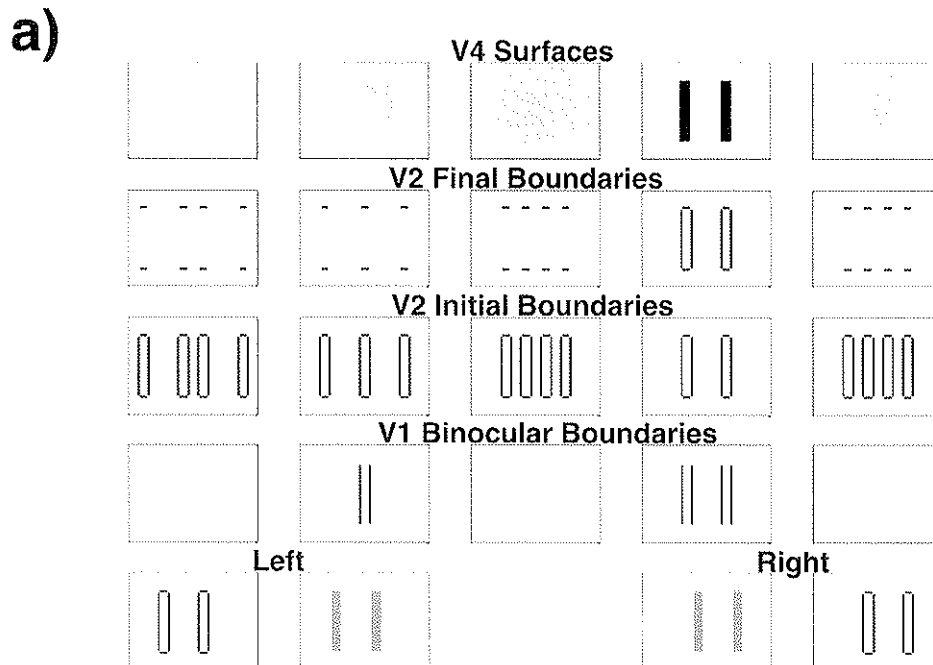 a)
V4 Surfaces
V2 Final Boundaries
V2 Initial Boundaries
V1 Binocular Boundaries
Left Right